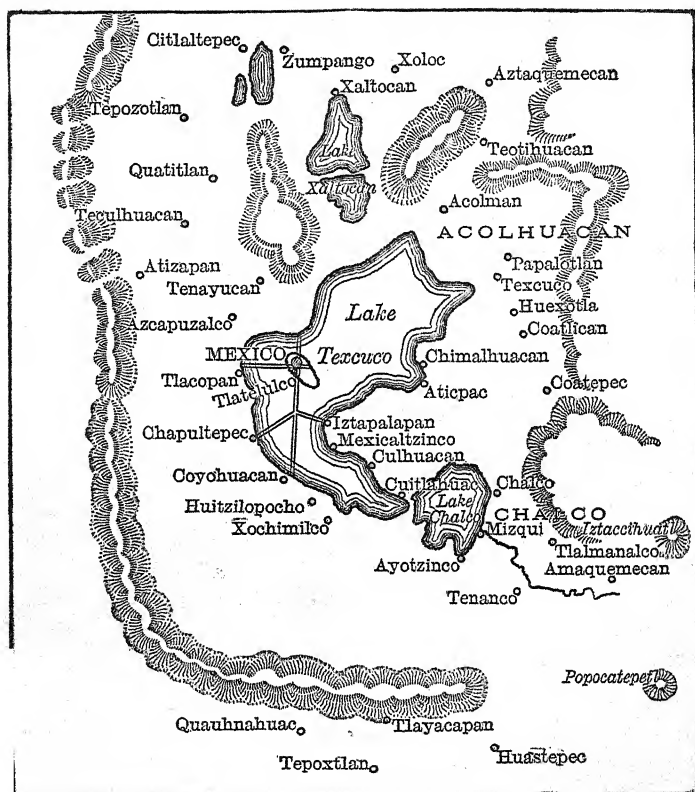 Citlaltepec
Zumpango
Xoloc
Xaltocan
Aztaquemecan
Tepozotlan
Teotihuacan
Lake
Xaltocan
Quatitlan
Acolman
Teculhuacan
ACOLHUACAN
Papalotlan
Atizapan
Texcuco
Tenayucan
Huexotla
Lake
Azcapuzalco
Coatlican
Texcuco
MEXICO
Chimalhuacan
Tlacopan
Tlatelulco
Aticpac
Coatepec
Iztapalapan
Chapultepec
Mexicaltzinco
Culhuacan
Coyohuacan
Cuitlahuac
Chalco
Lake
Chalco
Huitzilopocho
CHALCO
Xochimilco
Mizqui
Iztaccihuatl
Tlalmanalco
Ayotzinco
Amaquemecan
Tenanco
Popocatepetl
Quauhnahuac
Tlayacapan
Huastepec
Tepoxtlan